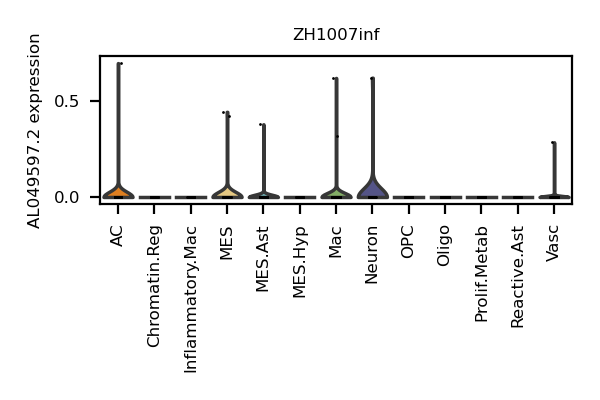 ZH1007inf
AL049597.2 expression
0.5
0.0
AC
Chromatin.Reg
Inflammatory.Mac
MES
MES.Ast
MES.Hyp
Mac
Neuron
OPC
Oligo
Prolif.Metab
Reactive.Ast
Vasc